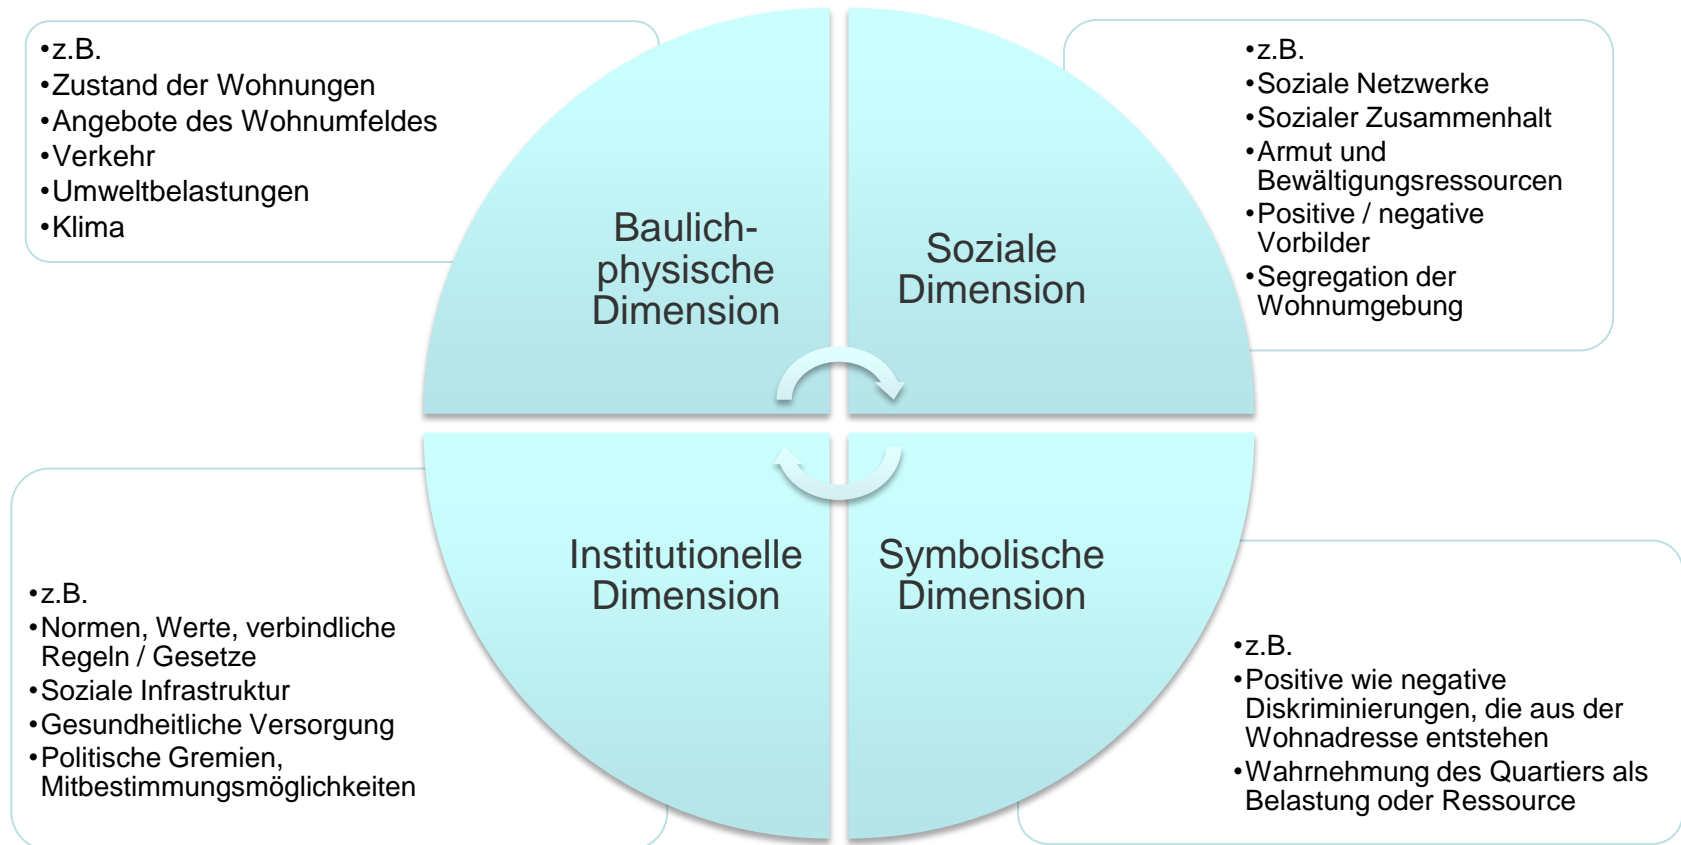 •z.B.
•Zustand der Wohnungen
•Angebote des Wohnumfeldes
•Verkehr
•Umweltbelastungen
•Klima
Baulich-
physische
Dimension
Soziale
Dimension
•z.B.
•Soziale Netzwerke
•Sozialer Zusammenhalt
•Armut und
Bewältigungsressourcen
•Positive / negative
Vorbilder
•Segregation der
Wohnumgebung
•z.B.
•Normen, Werte, verbindliche
Regeln / Gesetze
•Soziale Infrastruktur
•Gesundheitliche Versorgung
•Politische Gremien,
Mitbestimmungsmöglichkeiten
Institutionelle
Dimension
Symbolische
Dimension
•z.B.
•Positive wie negative
Diskriminierungen, die aus der
Wohnadresse entstehen
•Wahrnehmung des Quartiers als
Belastung oder Ressource